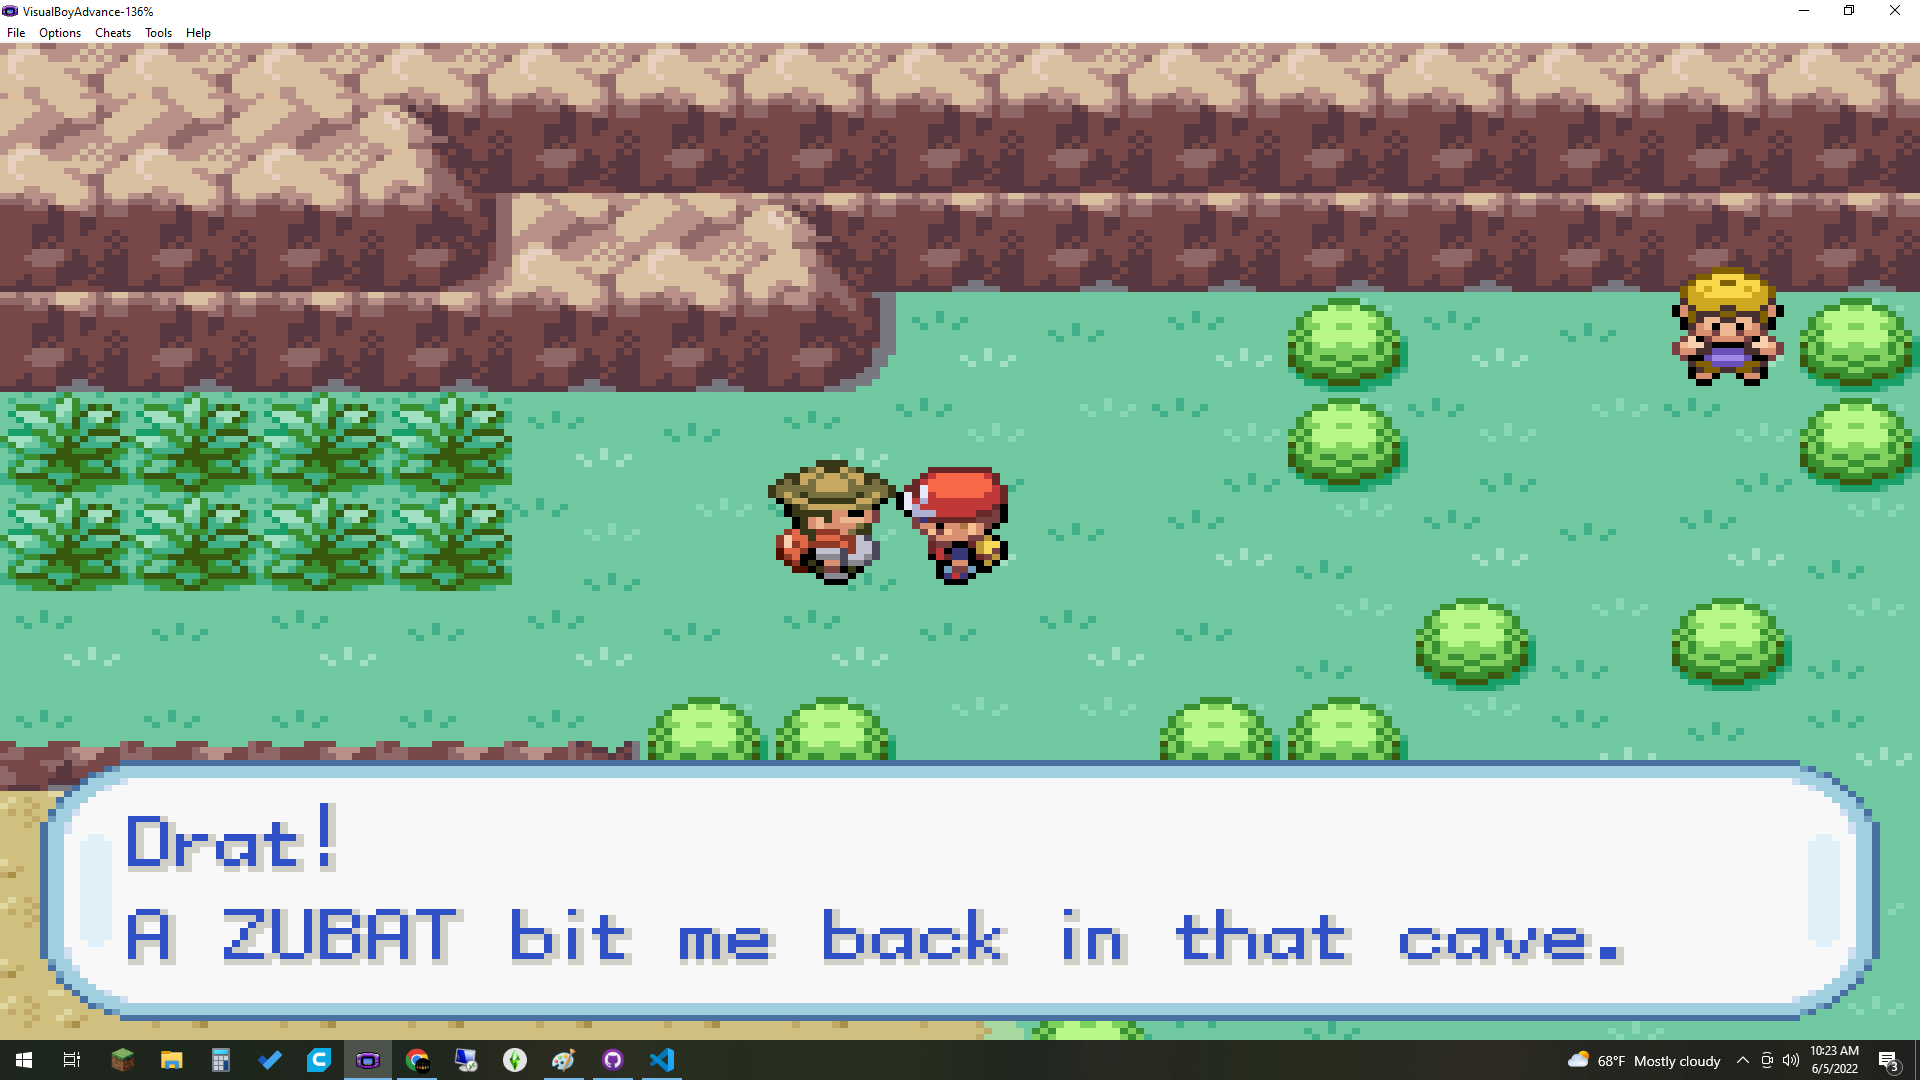 VisualBoyAdvance-136%
File Options Cheats Tools Help
Drat!
A ZUBAT bit me back in that cave.
68°F Mostly cloudy
10:23 AM
6/5/2022
3